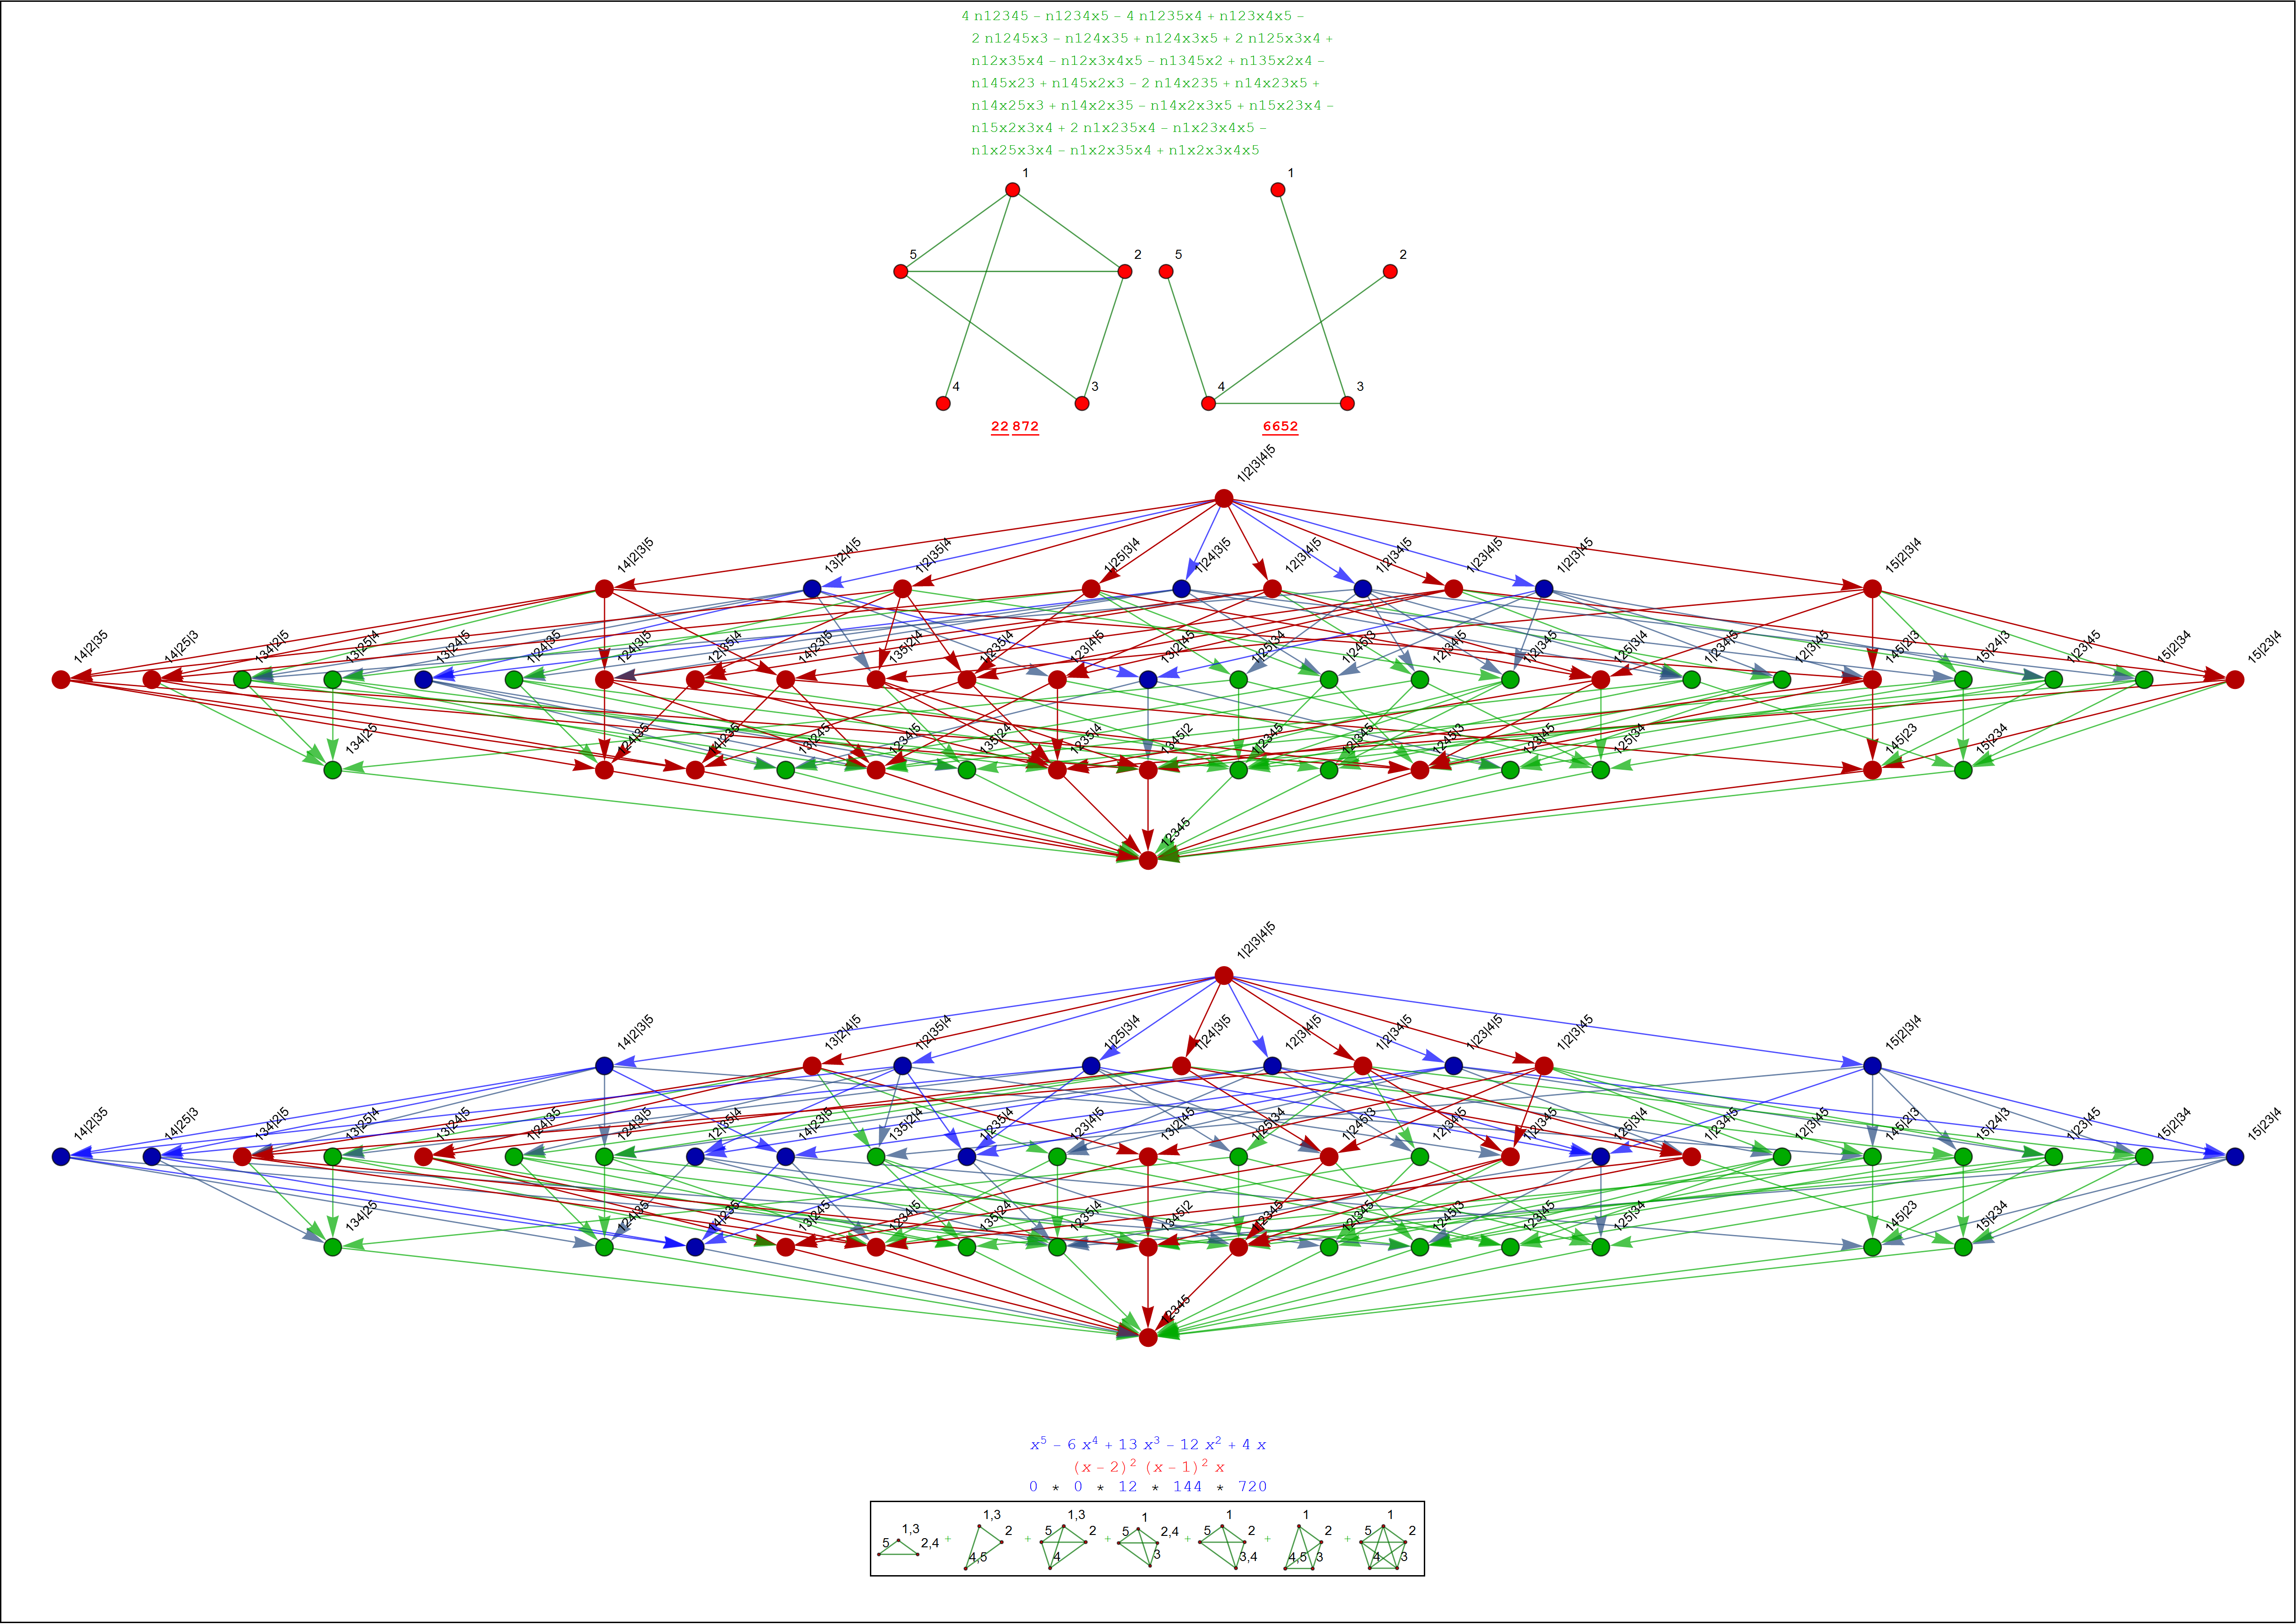 4 n12345 – n1234x5 – 4 n1235x4 + n123x4x5 –
2 n1245x3 – n124x35 + n124x3x5 + 2 n125x3x4 +
n12x35x4 – n12x3x4x5 – n1345x2 + n135x2x4 –
n145x23 + n145x2x3 – 2 n14x235 + n14x23x5 +
n14x25x3 + n14x2x35 – n14x2x3x5 + n15x23x4 –
n15x2x3x4 + 2 n1x235x4 – n1x23x4x5 –
n1x25x3x4 – n1x2x35x4 + n1x2x3x4x5
1 1
5 2 5 2
4 3 4 3
22 872 6652
1|2|3|4|5
14|2|3|5 13|2|4|5 1|2|35|4 1|25|3|4 1|24|3|5 12|3|4|5 1|2|34|5 1|23|4|5 1|2|3|45 15|2|3|4
14|2|35 14|25|3 134|2|5 13|25|4 13|24|5 1|24|35 124|3|5 12|35|4 14|23|5 135|2|4 1|235|4 123|4|5 13|2|45 1|25|34 1|245|3 12|34|5 1|2|345 125|3|4 1|234|5 12|3|45 145|2|3 15|24|3 1|23|45 15|2|34 15|23|4
134|25 124|35 14|235 13|245 1234|5 135|24 1235|4 1345|2 1|2345 12|345 1245|3 123|45 125|34 145|23 15|234
12345
1|2|3|4|5
14|2|3|5 13|2|4|5 1|2|35|4 1|25|3|4 1|24|3|5 12|3|4|5 1|2|34|5 1|23|4|5 1|2|3|45 15|2|3|4
14|2|35 14|25|3 134|2|5 13|25|4 13|24|5 1|24|35 124|3|5 12|35|4 14|23|5 135|2|4 1|235|4 123|4|5 13|2|45 1|25|34 1|245|3 12|34|5 1|2|345 125|3|4 1|234|5 12|3|45 145|2|3 15|24|3 1|23|45 15|2|34 15|23|4
134|25 124|35 14|235 13|245 1234|5 135|24 1235|4 1345|2 1|2345 12|345 1245|3 123|45 125|34 145|23 15|234
12345
x⁵ – 6 x⁴ + 13 x³ – 12 x² + 4 x
(x – 2)² (x – 1)² x
0 * 0 * 12 * 144 * 720
5 1,3 2,4 + 1,3 2 4,5 + 1,3 5 2 4 + 1 5 2,4 3 + 1 5 2 3,4 + 1 2 4,5 3 + 1 5 2 4 3